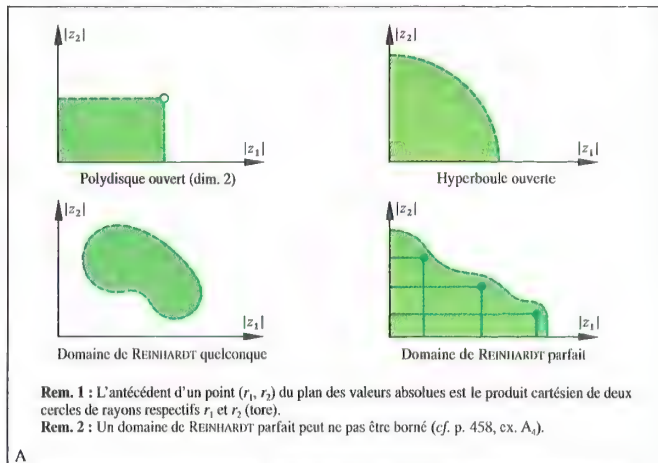 |z₂|
|z₂|
|z₁|
|z₁|
Polydisque ouvert (dim. 2)
Hyperboule ouverte
|z₂|
|z₂|
|z₁|
|z₁|
Domaine de REINHARDT quelconque
Domaine de REINHARDT parfait
Rem. 1 : L'antécédent d'un point (r₁, r₂) du plan des valeurs absolues est le produit cartésien de deux
cercles de rayons respectifs r₁ et r₂ (tore).
Rem. 2 : Un domaine de REINHARDT parfait peut ne pas être borné (cf. p. 458, ex. A₄).
A